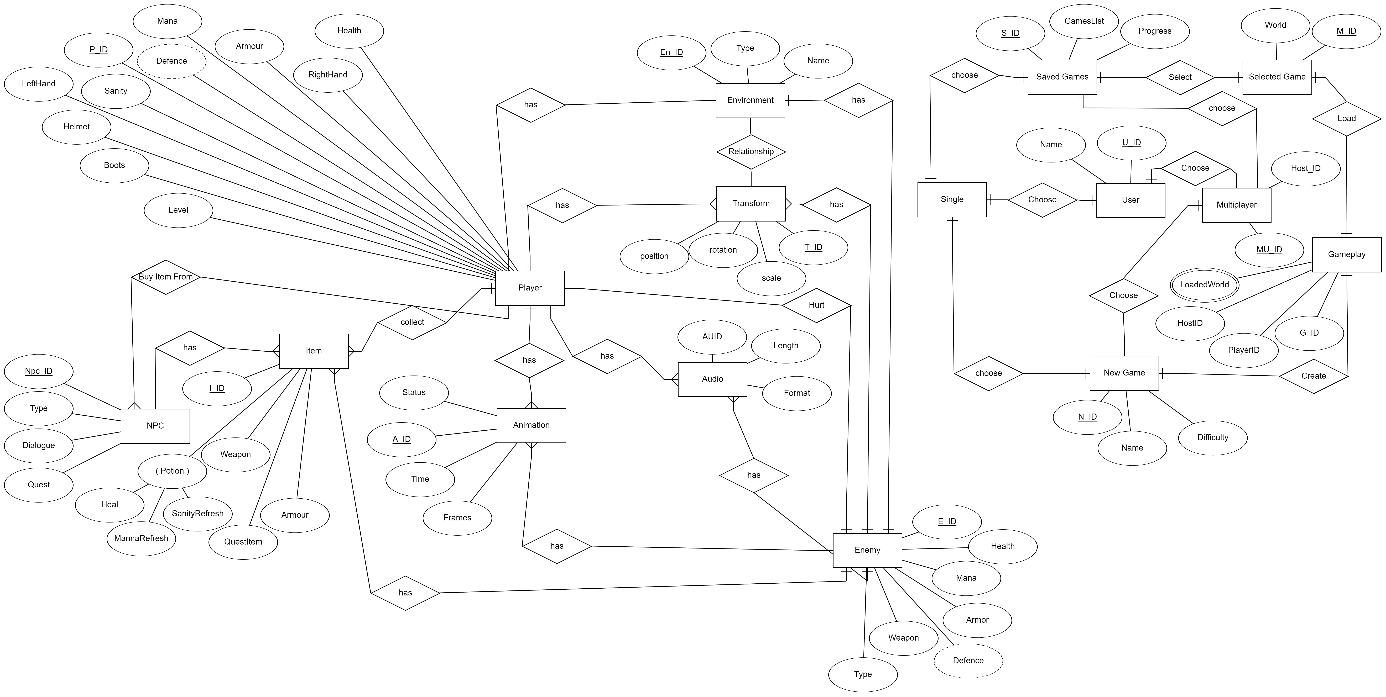 Mana
P_ID
Armour
Health
Defence
RightHand
LeftHand
Sanity
Helmet
Boots
Level
En_ID
Type
Name
has
Environment
has
Relationship
has
Transform
has
position
rotation
scale
T_ID
Buy Item From
Player
Hurt
collect
has
Item
I_ID
has
has
AUID
Length
Audio
Format
Npc_ID
Type
Dialogue
Quest
NPC
Status
A_ID
Time
Frames
Animation
Weapon
( Potion )
Heal
SanityRefresh
MannaRefresh
QuestItem
Armour
has
has
has
Enemy
E_ID
Health
Mana
Armor
Weapon
Defence
Type
S_ID
GamesList
Progress
World
M_ID
choose
Saved Games
Select
Selected Game
choose
Load
Name
U_ID
Choose
Host_ID
Single
Choose
User
Multiplayer
MU_ID
Gameplay
Choose
LoadedWorld
HostID
PlayerID
G_ID
choose
New Game
Create
N_ID
Name
Difficulty